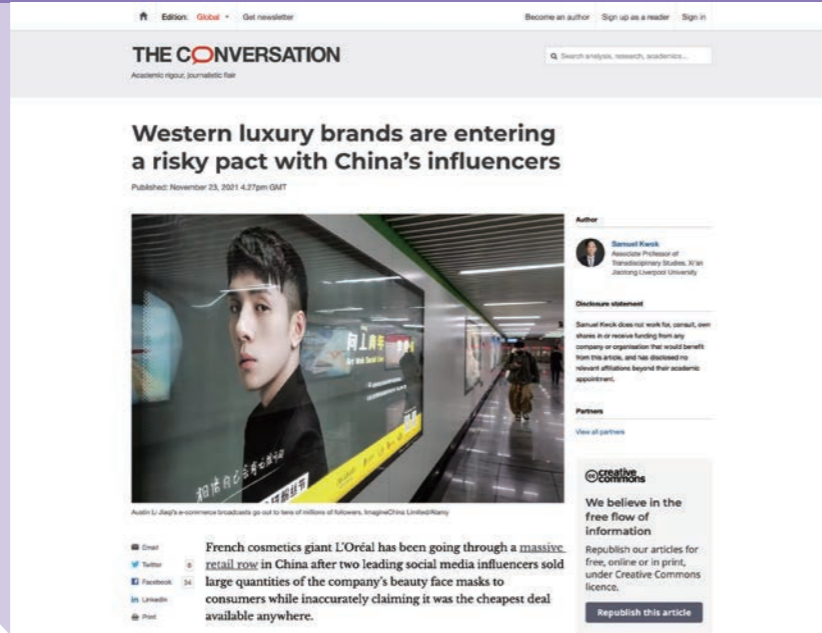 Edition: Global
Get newsletter
Become an author
Sign up as a reader
Sign in
THE CONVERSATION
Academic rigour, journalistic flair
Search analysis, research, academics…
Western luxury brands are entering
a risky pact with China’s influencers
Published: November 23, 2021 4.27pm GMT
Author
Samuel Kwok
Associate Professor of
Transdisciplinary Studies, Xi'an
Jiaotong Liverpool University
Disclosure statement
Samuel Kwok does not work for, consult, own
shares in or receive funding from any
company or organisation that would benefit
from this article, and has disclosed no
relevant affiliations beyond their academic
appointment.
Partners
View all partners
creative
commons
We believe in the
free flow of
information
Republish our articles for
free, online or in print,
under Creative Commons
licence.
Republish this article
Austin Li Jiaqi's e-commerce broadcasts go out to tens of millions of followers. ImagineChina Limited/Alamy
Email
Twitter 6
Facebook 34
LinkedIn
Print
French cosmetics giant L’Oréal has been going through a massive
retail row in China after two leading social media influencers sold
large quantities of the company’s beauty face masks to
consumers while inaccurately claiming it was the cheapest deal
available anywhere.